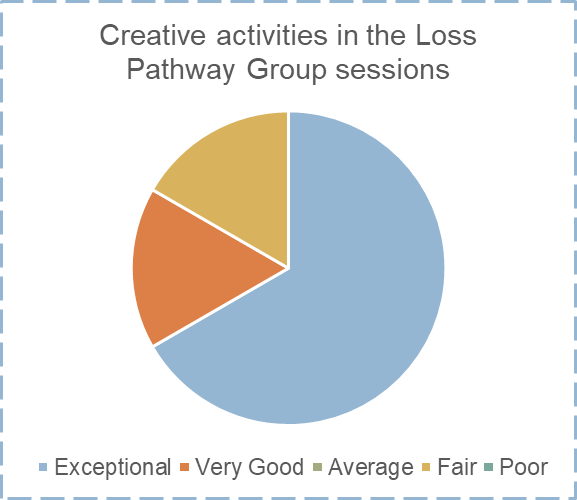 Creative activities in the Loss
Pathway Group sessions
Exceptional Very Good Average Fair Poor